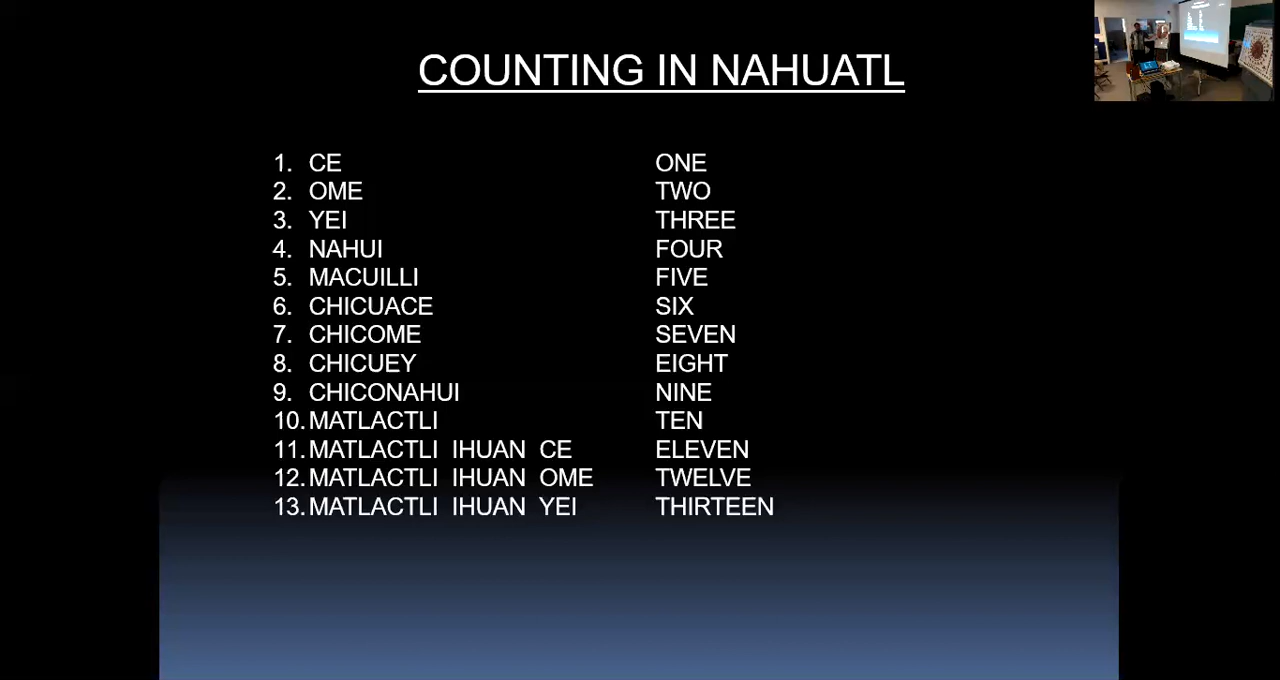 COUNTING IN NAHUATL
1. CE ONE
2. OME TWO
3. YEI THREE
4. NAHUI FOUR
5. MACUILLI FIVE
6. CHICUACE SIX
7. CHICOME SEVEN
8. CHICUEY EIGHT
9. CHICONAHUI NINE
10. MATLACTLI TEN
11. MATLACTLI IHUAN CE ELEVEN
12. MATLACTLI IHUAN OME TWELVE
13. MATLACTLI IHUAN YEI THIRTEEN